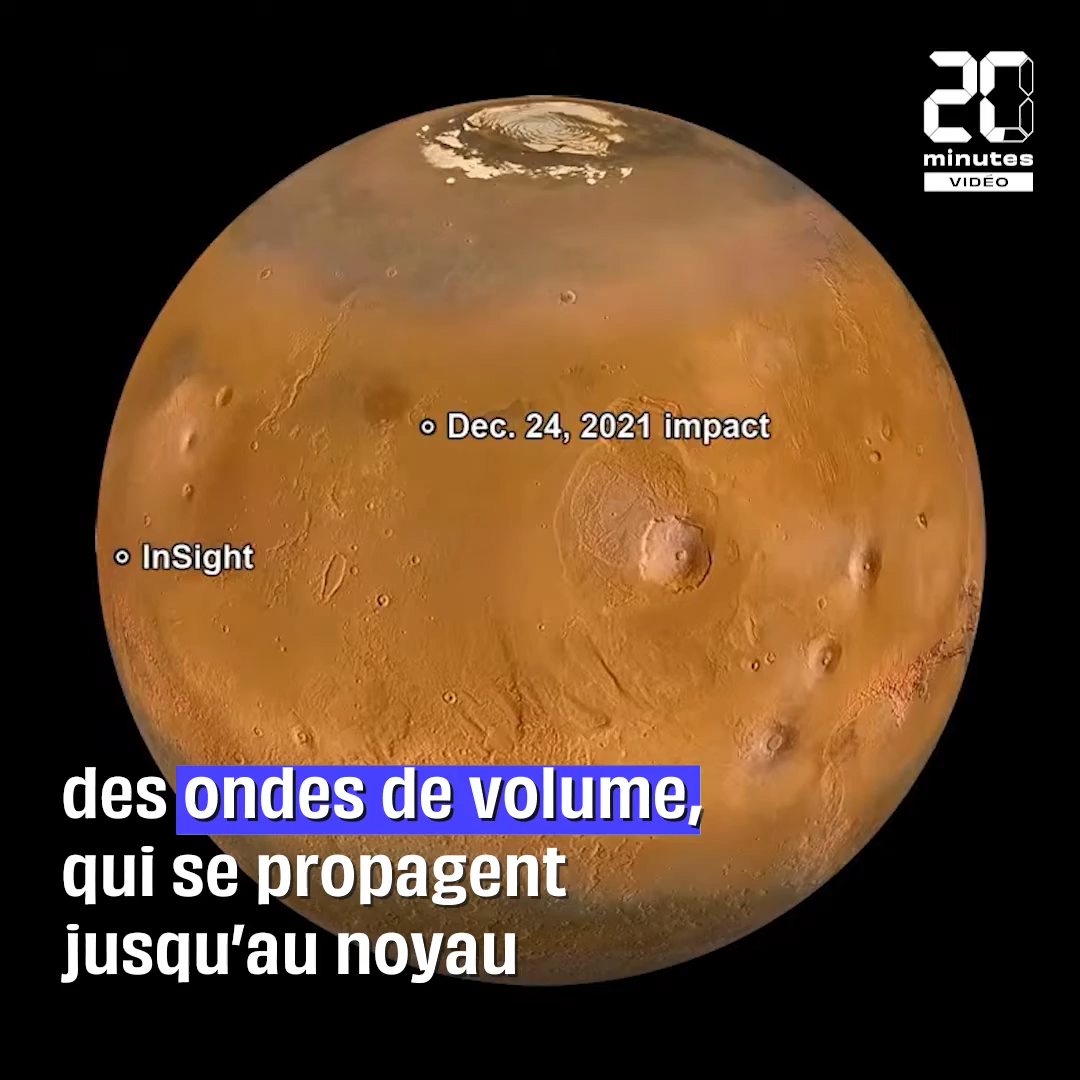 20
minutes
VIDÉO
Dec. 24, 2021 impact
InSight
des ondes de volume,
qui se propagent
jusqu’au noyau